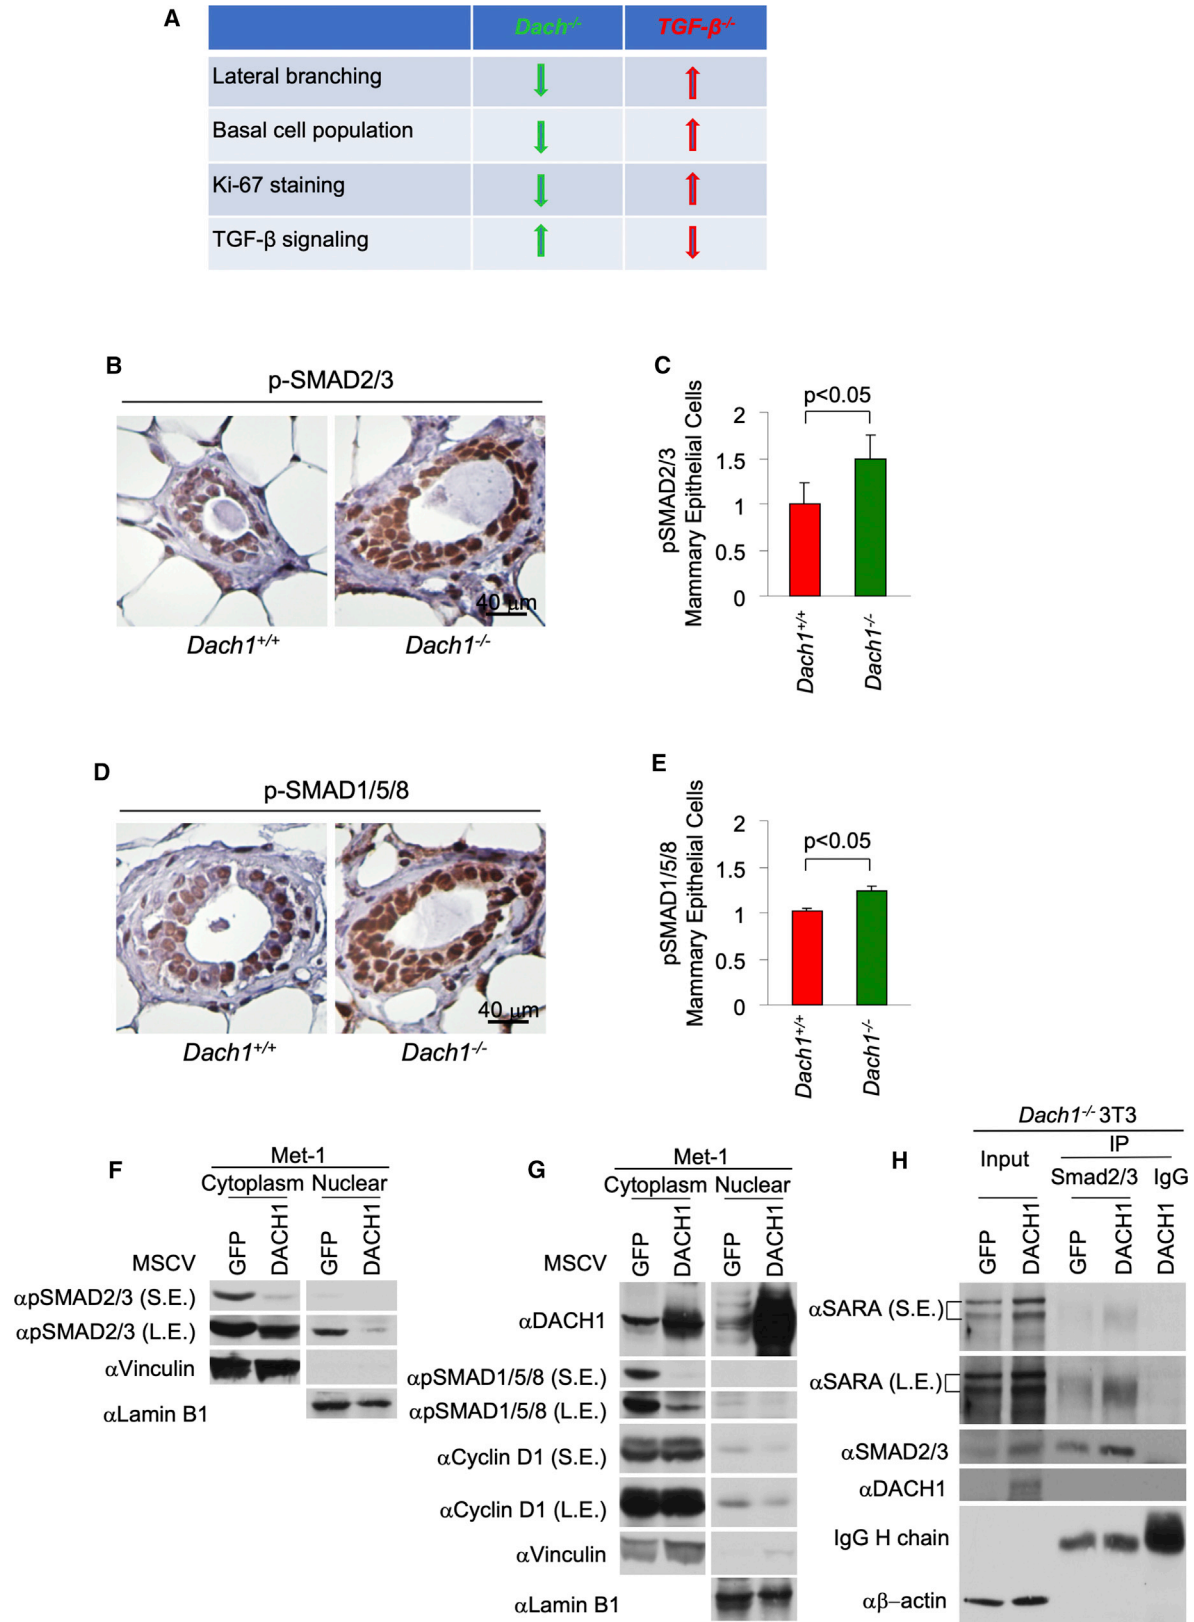 A
Dach-/- TGF-β-/-
Lateral branching
Basal cell population
Ki-67 staining
TGF-β signaling
B
p-SMAD2/3
40 μm
Dach1+/+ Dach1-/-
C
pSMAD2/3
Mammary Epithelial Cells
p<0.05
2
1.5
1
0.5
0
Dach1+/+
Dach1-/-
D
p-SMAD1/5/8
40 μm
Dach1+/+ Dach1-/-
E
pSMAD1/5/8
Mammary Epithelial Cells
p<0.05
2
1.5
1
0.5
0
Dach1+/+
Dach1-/-
F
Met-1
Cytoplasm Nuclear
MSCV GFP DACH1 GFP DACH1
αpSMAD2/3 (S.E.)
αpSMAD2/3 (L.E.)
αVinculin
αLamin B1
G
Met-1
Cytoplasm Nuclear
MSCV GFP DACH1 GFP DACH1
αDACH1
αpSMAD1/5/8 (S.E.)
αpSMAD1/5/8 (L.E.)
αCyclin D1 (S.E.)
αCyclin D1 (L.E.)
αVinculin
αLamin B1
H
Dach1-/- 3T3
IP
Input Smad2/3 IgG
GFP DACH1 GFP DACH1 DACH1
αSARA (S.E.)
αSARA (L.E.)
αSMAD2/3
αDACH1
IgG H chain
αβ–actin